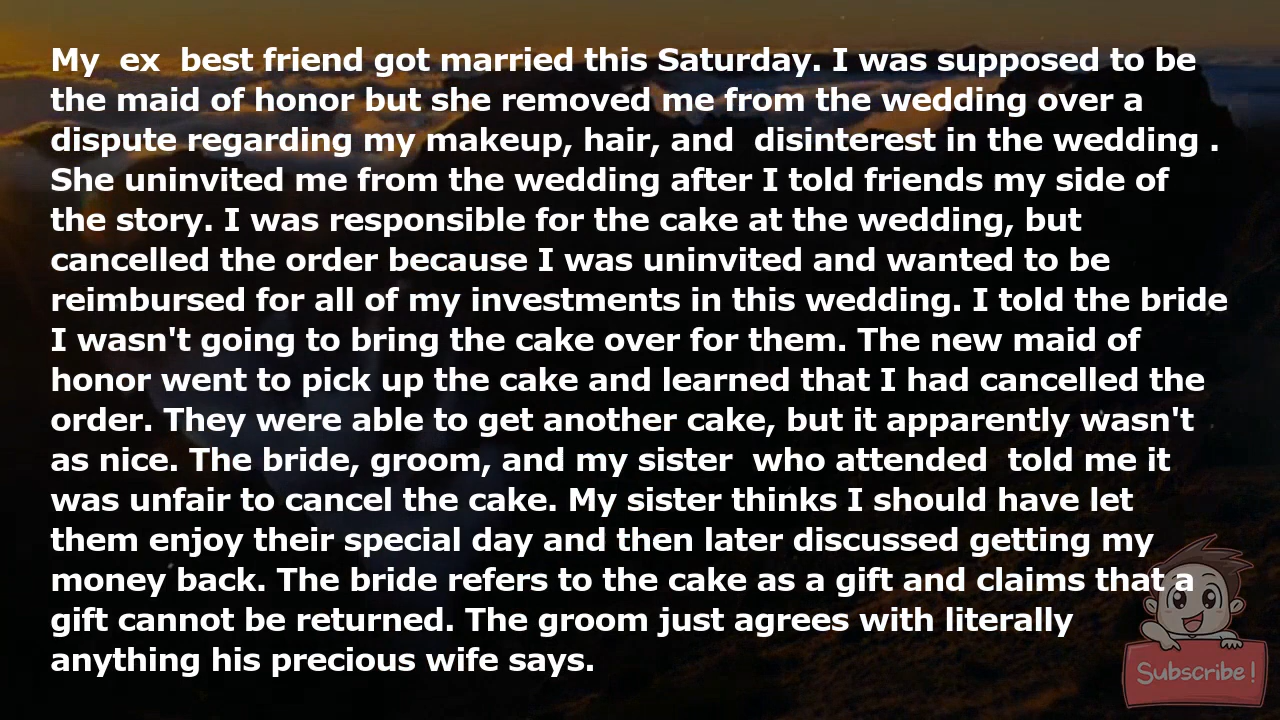 My ex best friend got married this Saturday. I was supposed to be
the maid of honor but she removed me from the wedding over a
dispute regarding my makeup, hair, and disinterest in the wedding .
She uninvited me from the wedding after I told friends my side of
the story. I was responsible for the cake at the wedding, but
cancelled the order because I was uninvited and wanted to be
reimbursed for all of my investments in this wedding. I told the bride
I wasn't going to bring the cake over for them. The new maid of
honor went to pick up the cake and learned that I had cancelled the
order. They were able to get another cake, but it apparently wasn't
as nice. The bride, groom, and my sister who attended told me it
was unfair to cancel the cake. My sister thinks I should have let
them enjoy their special day and then later discussed getting my
money back. The bride refers to the cake as a gift and claims that a
gift cannot be returned. The groom just agrees with literally
anything his precious wife says.
Subscribe!